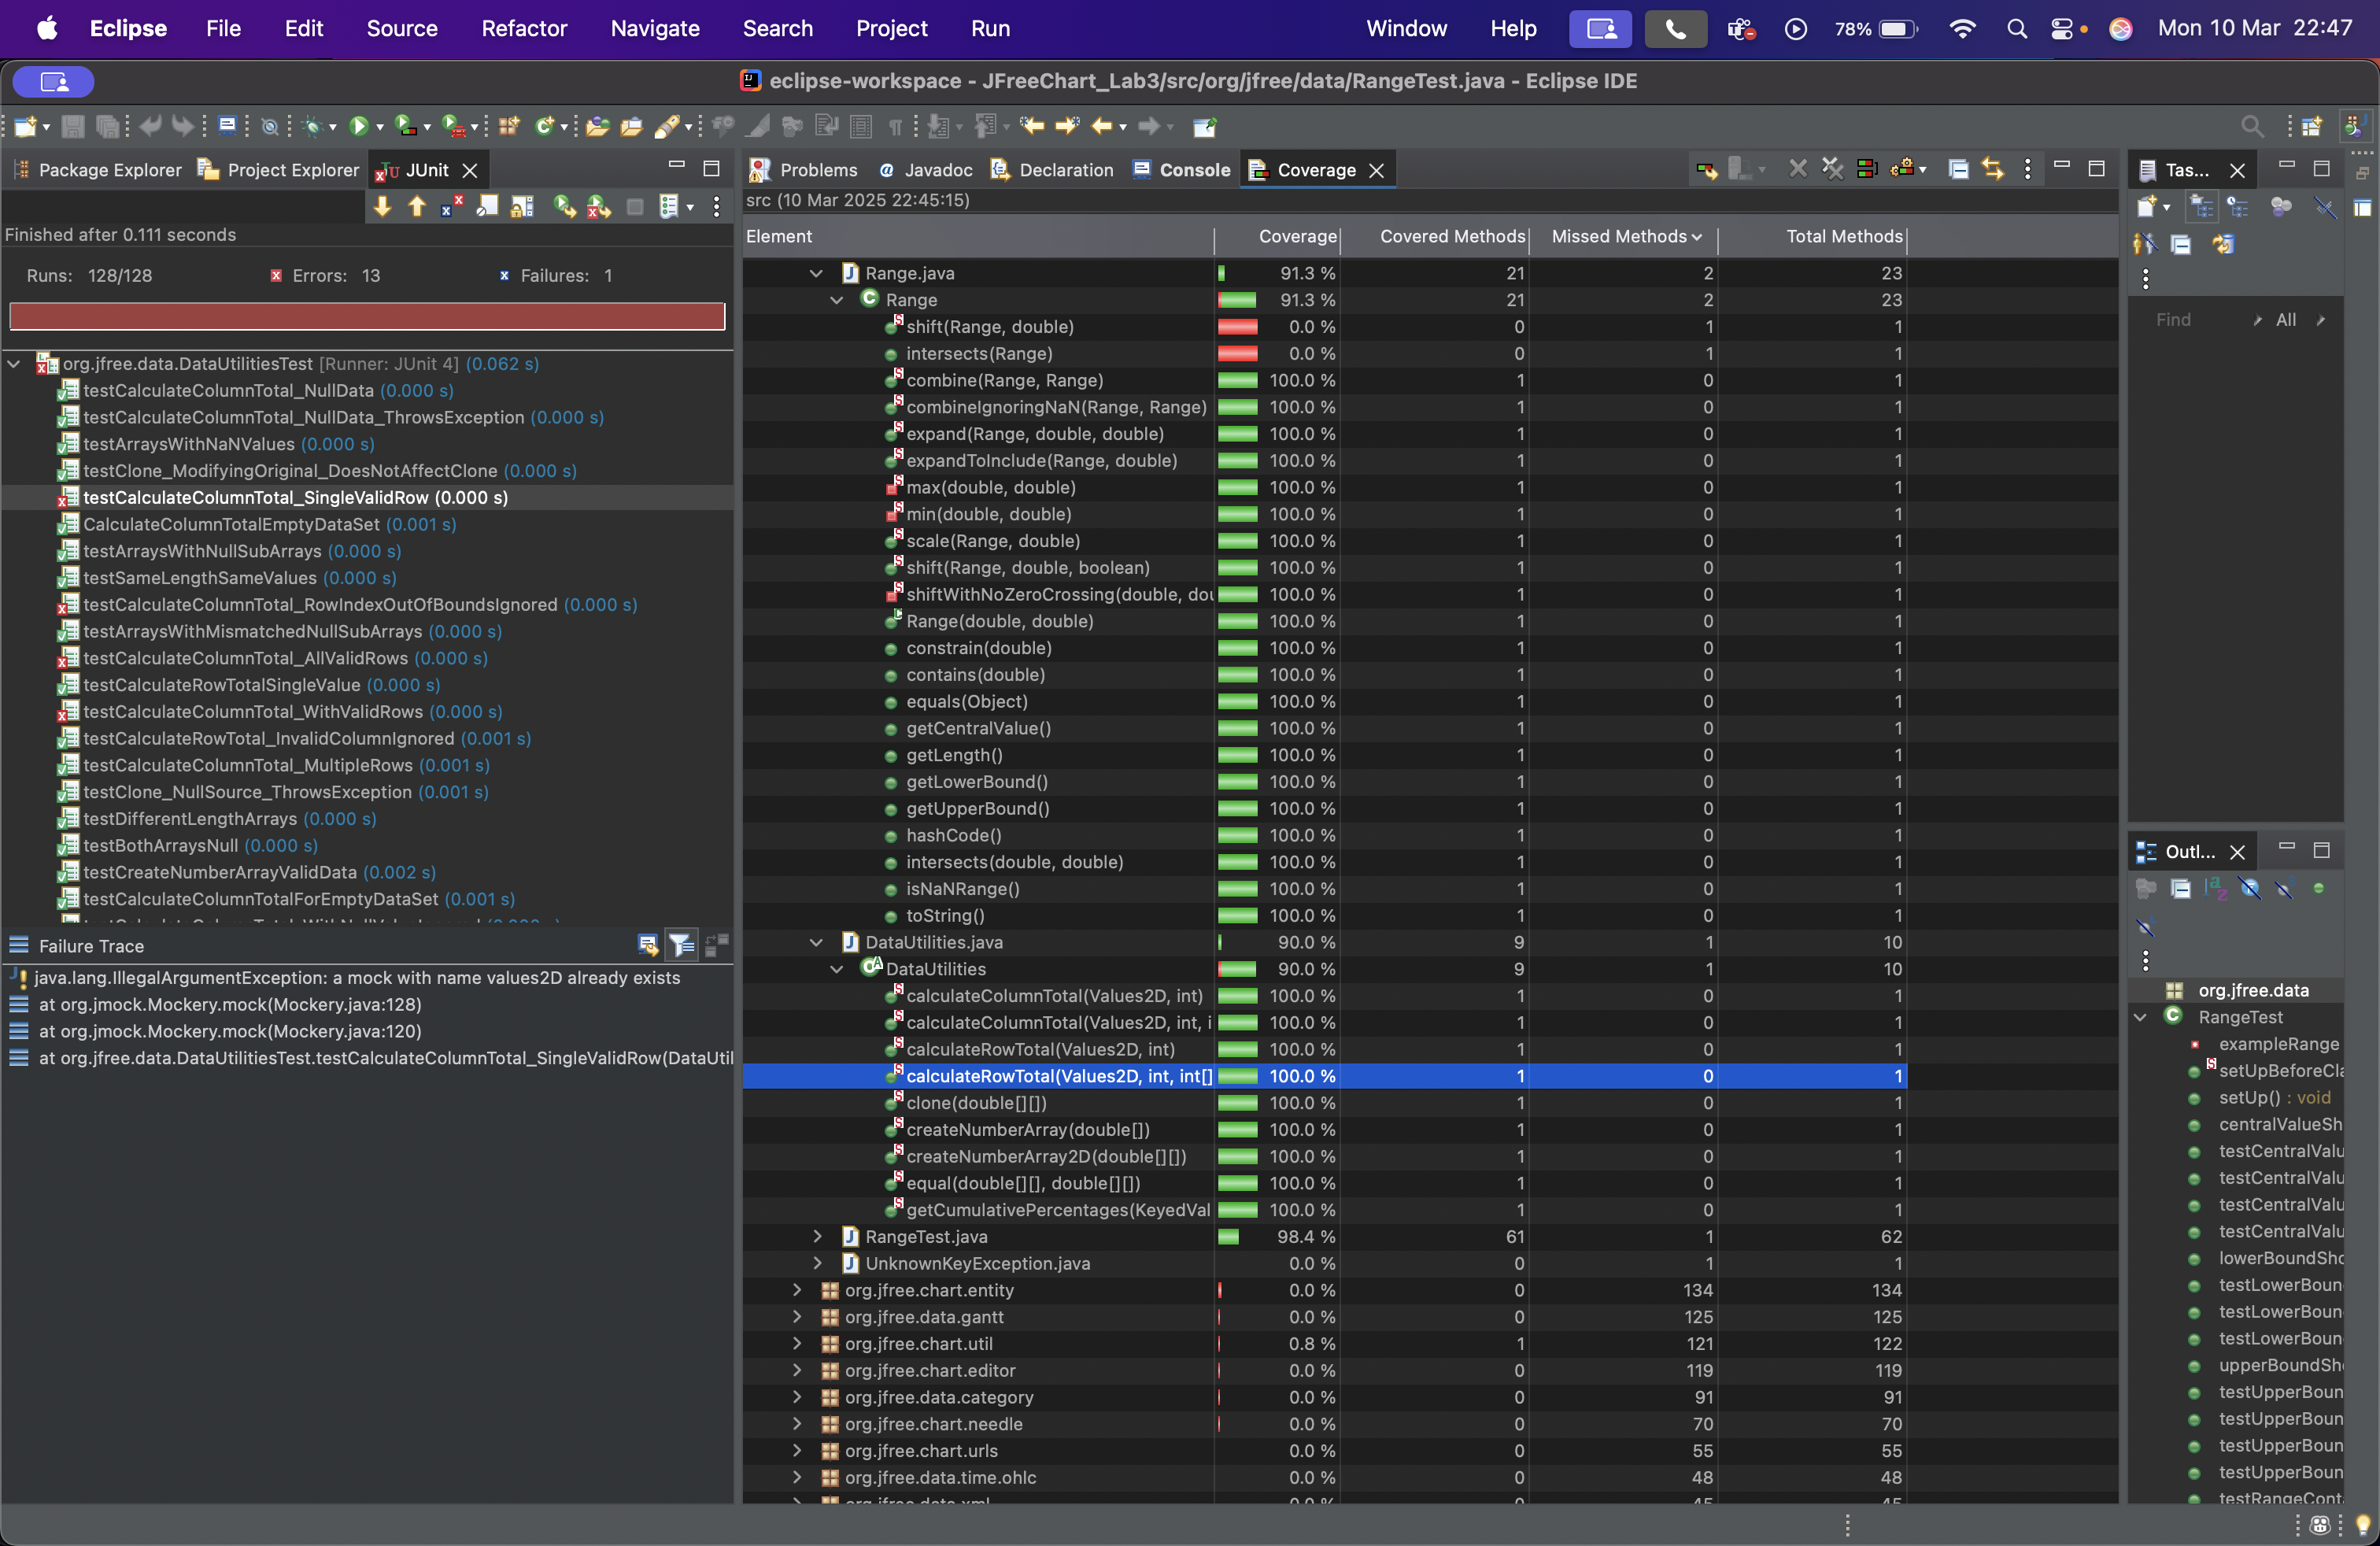 Eclipse File Edit Source Refactor Navigate Search Project Run Window Help 78% Mon 10 Mar 22:47
eclipse-workspace - JFreeChart_Lab3/src/org/jfree/data/RangeTest.java - Eclipse IDE
Package Explorer Project Explorer JUnit
Finished after 0.111 seconds
Runs: 128/128 Errors: 13 Failures: 1
org.jfree.data.DataUtilitiesTest [Runner: JUnit 4] (0.062 s)
testCalculateColumnTotal_NullData (0.000 s)
testCalculateColumnTotal_NullData_ThrowsException (0.000 s)
testArraysWithNaNValues (0.000 s)
testClone_ModifyingOriginal_DoesNotAffectClone (0.000 s)
testCalculateColumnTotal_SingleValidRow (0.000 s)
CalculateColumnTotalEmptyDataSet (0.001 s)
testArraysWithNullSubArrays (0.000 s)
testSameLengthSameValues (0.000 s)
testCalculateColumnTotal_RowIndexOutOfBoundsIgnored (0.000 s)
testArraysWithMismatchedNullSubArrays (0.000 s)
testCalculateColumnTotal_AllValidRows (0.000 s)
testCalculateRowTotalSingleValue (0.000 s)
testCalculateColumnTotal_WithValidRows (0.000 s)
testCalculateRowTotal_InvalidColumnIgnored (0.001 s)
testCalculateColumnTotal_MultipleRows (0.001 s)
testClone_NullSource_ThrowsException (0.001 s)
testDifferentLengthArrays (0.000 s)
testBothArraysNull (0.000 s)
testCreateNumberArrayValidData (0.002 s)
testCalculateColumnTotalForEmptyDataSet (0.001 s)
Failure Trace
java.lang.IllegalArgumentException: a mock with name values2D already exists
at org.jmock.Mockery.mock(Mockery.java:128)
at org.jmock.Mockery.mock(Mockery.java:120)
at org.jfree.data.DataUtilitiesTest.testCalculateColumnTotal_SingleValidRow(DataUtil
Problems Javadoc Declaration Console Coverage
src (10 Mar 2025 22:45:15)
Element Coverage Covered Methods Missed Methods Total Methods
Range.java 91.3 % 21 2 23
Range 91.3 % 21 2 23
shift(Range, double) 0.0 % 0 1 1
intersects(Range) 0.0 % 0 1 1
combine(Range, Range) 100.0 % 1 0 1
combineIgnoringNaN(Range, Range) 100.0 % 1 0 1
expand(Range, double, double) 100.0 % 1 0 1
expandToInclude(Range, double) 100.0 % 1 0 1
max(double, double) 100.0 % 1 0 1
min(double, double) 100.0 % 1 0 1
scale(Range, double) 100.0 % 1 0 1
shift(Range, double, boolean) 100.0 % 1 0 1
shiftWithNoZeroCrossing(double, dou 100.0 % 1 0 1
Range(double, double) 100.0 % 1 0 1
constrain(double) 100.0 % 1 0 1
contains(double) 100.0 % 1 0 1
equals(Object) 100.0 % 1 0 1
getCentralValue() 100.0 % 1 0 1
getLength() 100.0 % 1 0 1
getLowerBound() 100.0 % 1 0 1
getUpperBound() 100.0 % 1 0 1
hashCode() 100.0 % 1 0 1
intersects(double, double) 100.0 % 1 0 1
isNaNRange() 100.0 % 1 0 1
toString() 100.0 % 1 0 1
DataUtilities.java 90.0 % 9 1 10
DataUtilities 90.0 % 9 1 10
calculateColumnTotal(Values2D, int) 100.0 % 1 0 1
calculateColumnTotal(Values2D, int, i 100.0 % 1 0 1
calculateRowTotal(Values2D, int) 100.0 % 1 0 1
calculateRowTotal(Values2D, int, int[] 100.0 % 1 0 1
clone(double[][]) 100.0 % 1 0 1
createNumberArray(double[]) 100.0 % 1 0 1
createNumberArray2D(double[][]) 100.0 % 1 0 1
equal(double[][], double[][]) 100.0 % 1 0 1
getCumulativePercentages(KeyedVal 100.0 % 1 0 1
RangeTest.java 98.4 % 61 1 62
UnknownKeyException.java 0.0 % 0 1 1
org.jfree.chart.entity 0.0 % 0 134 134
org.jfree.data.gantt 0.0 % 0 125 125
org.jfree.chart.util 0.8 % 1 121 122
org.jfree.chart.editor 0.0 % 0 119 119
org.jfree.data.category 0.0 % 0 91 91
org.jfree.chart.needle 0.0 % 0 70 70
org.jfree.chart.urls 0.0 % 0 55 55
org.jfree.data.time.ohlc 0.0 % 0 48 48
Tas...
Find All
Outl...
org.jfree.data
RangeTest
exampleRange
setUpBeforeCla
setUp() : void
centralValueSh
testCentralValu
testCentralValu
testCentralValu
testCentralValu
lowerBoundSho
testLowerBoun
testLowerBoun
testLowerBoun
upperBoundSh
testUpperBoun
testUpperBoun
testUpperBoun
testUpperBoun
testRangeCont